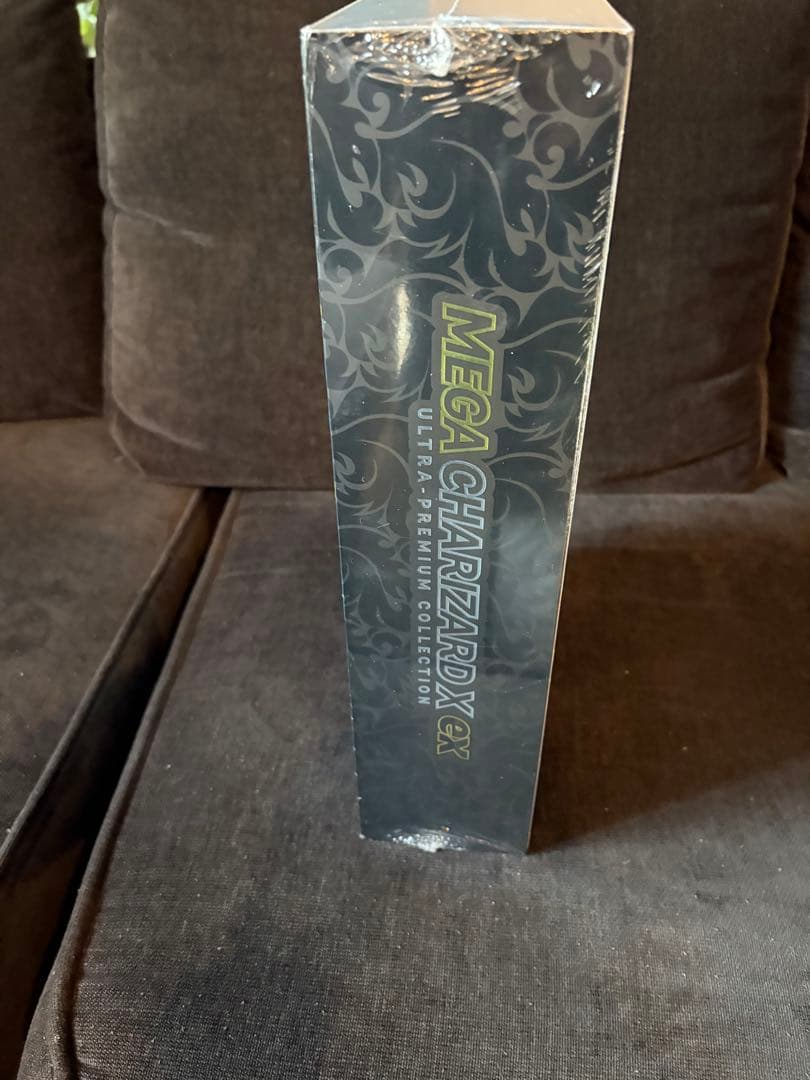 MEGA CHARIZARD X ex
ULTRA-PREMIUM COLLECTION